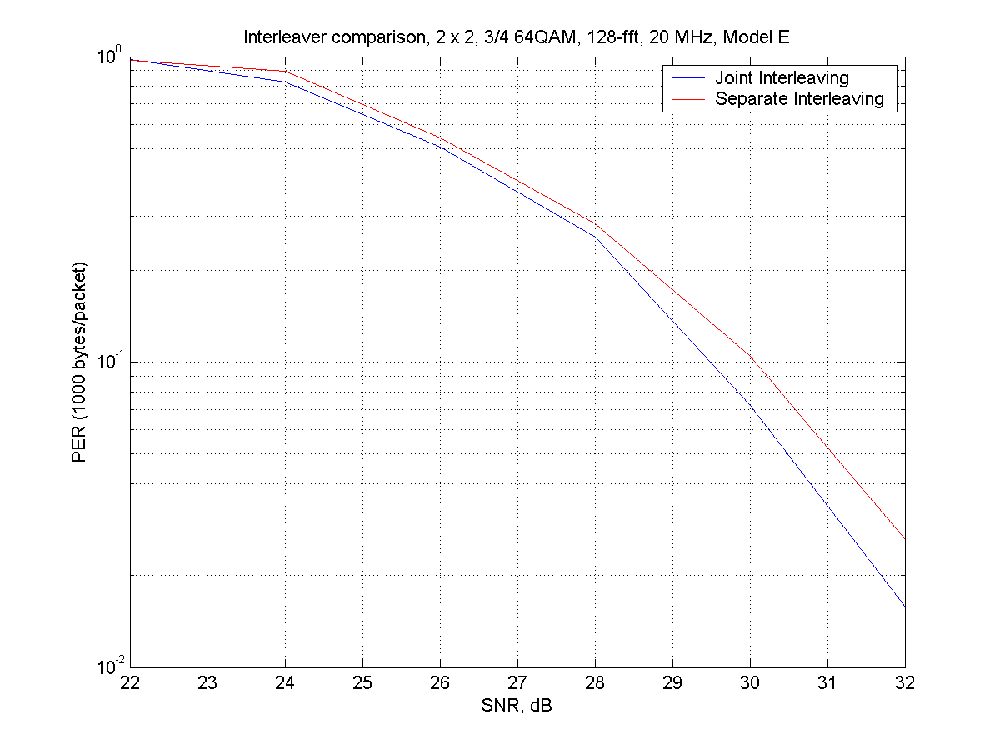 Interleaver comparison, 2 x 2, 3/4 64QAM, 128-fft, 20 MHz, Model E
10^0
Joint Interleaving
Separate Interleaving
PER (1000 bytes/packet)
10^-1
10^-2
22 23 24 25 26 27 28 29 30 31 32
SNR, dB